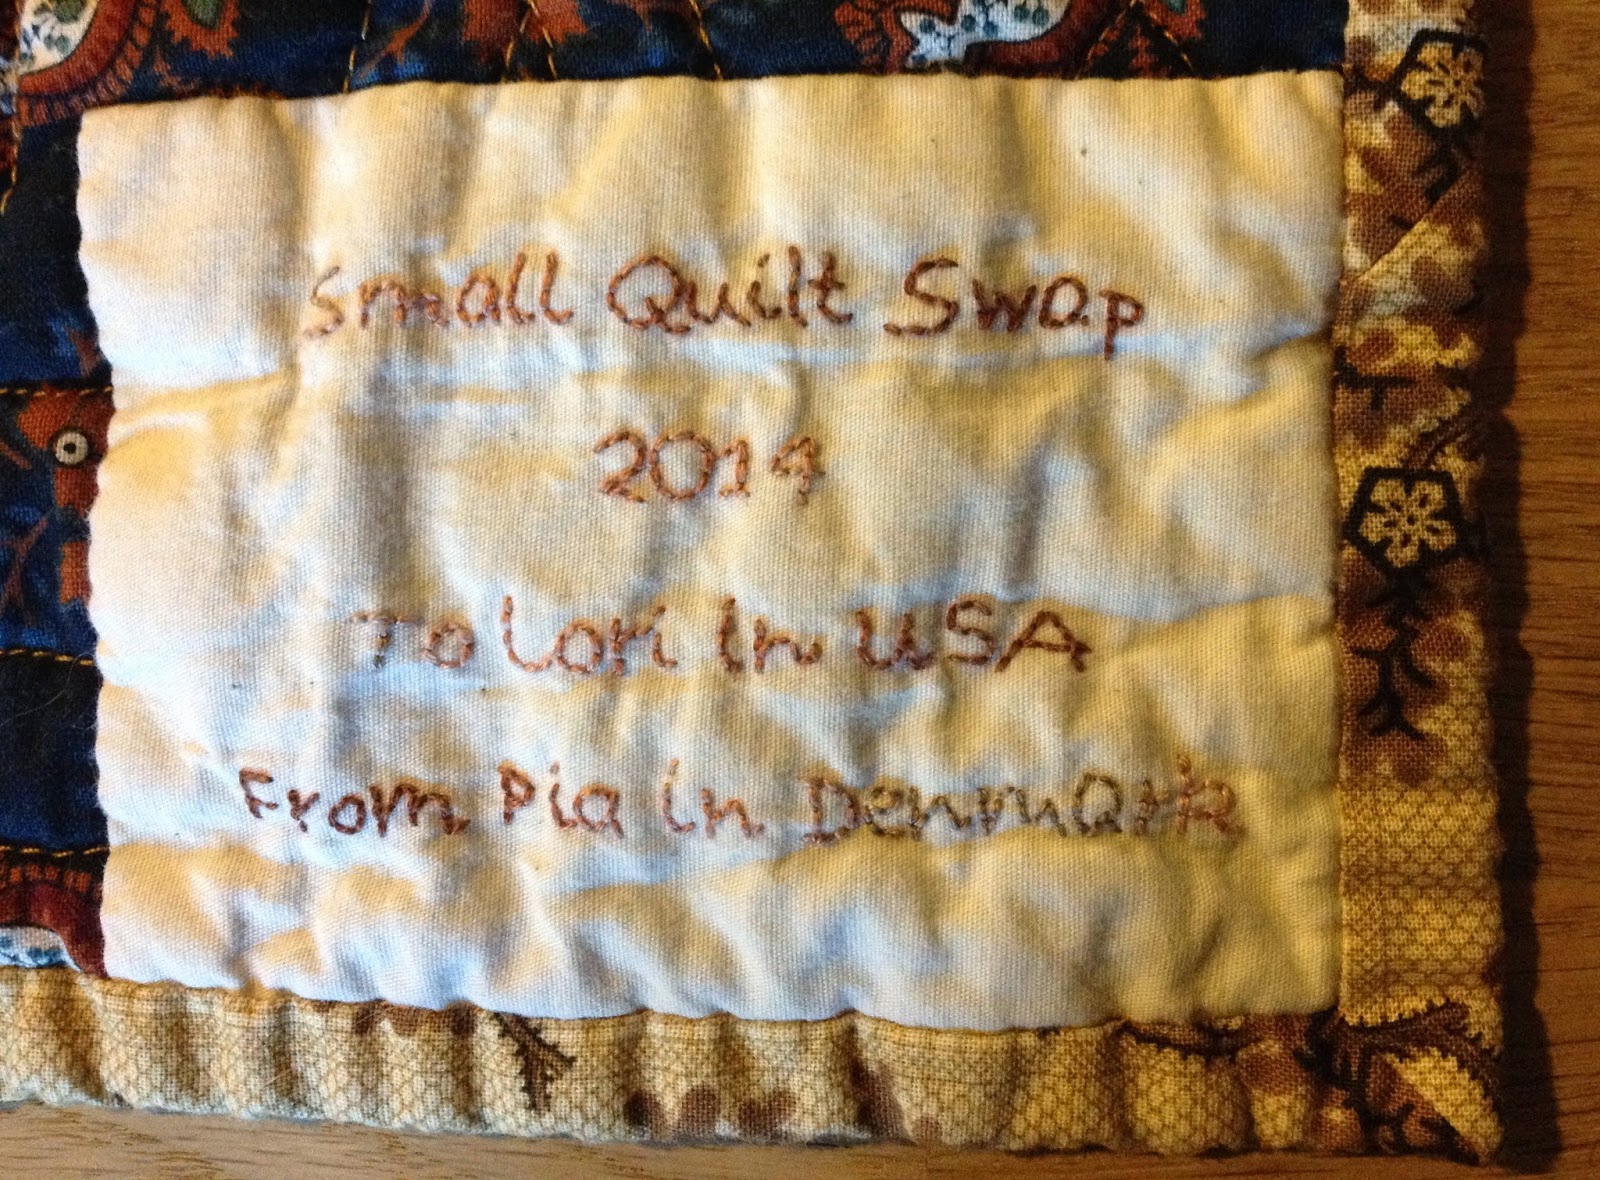 Small Quilt Swap
2014
To Lori in USA
From Pia in Denmark